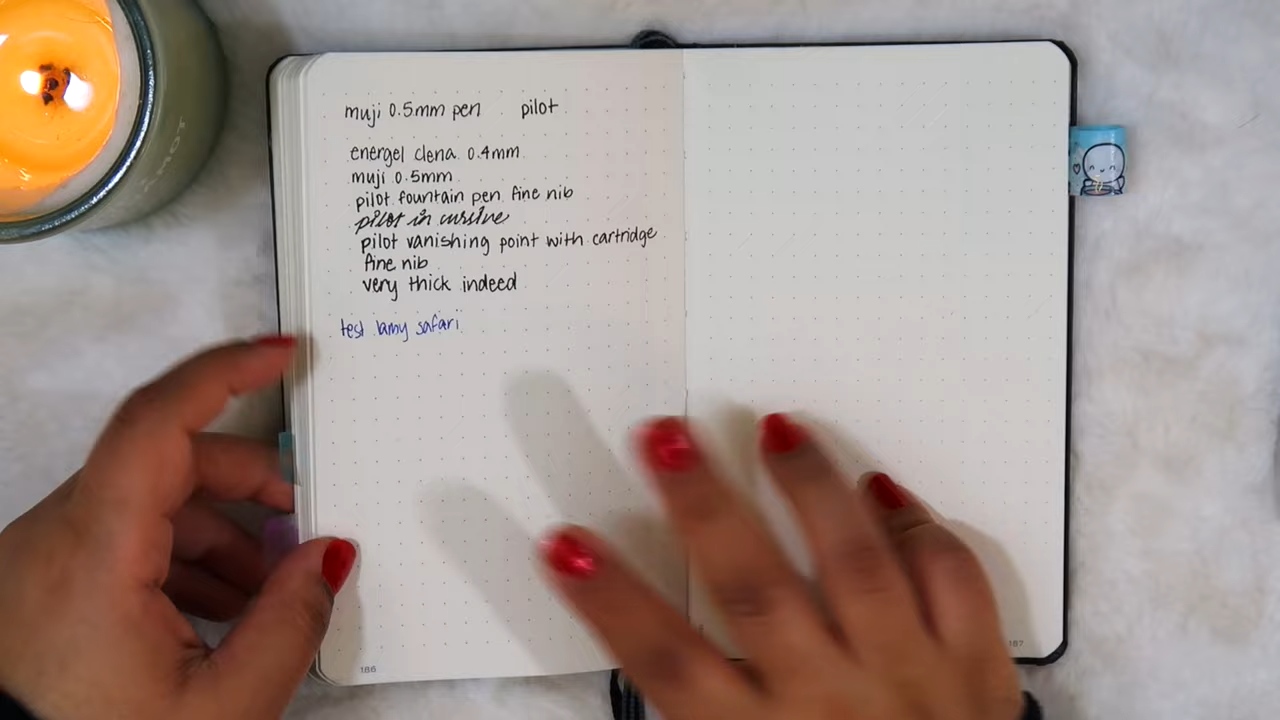 muji 0.5mm pen pilot
energel clena 0.4mm
muji 0.5mm
pilot fountain pen fine nib
pilot in cursive
pilot vanishing point with cartridge
fine nib
very thick indeed
test lamy safari
186
187